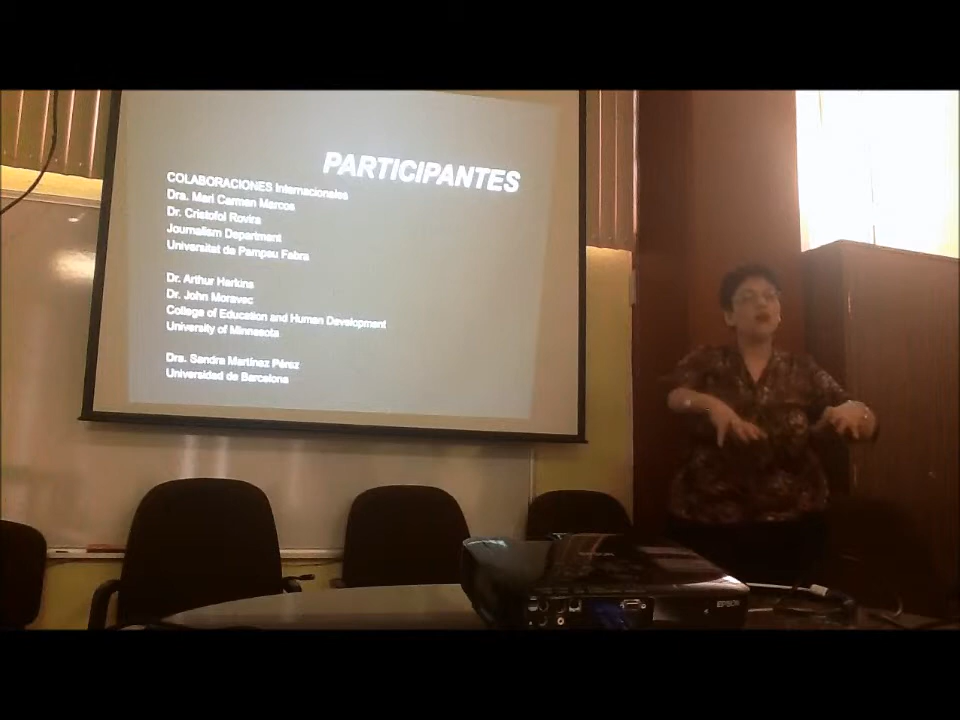 PARTICIPANTES
COLABORACIONES Internacionales
Dra. Mari Carmen Marcos
Dr. Cristofol Rovira
Journalism Department
Universitat de Pampeu Fabra
Dr. Arthur Harkins
Dr. John Moravec
College of Education and Human Development
University of Minnesota
Dra. Sandra Martínez Pérez
Universidad de Barcelona
EPSON